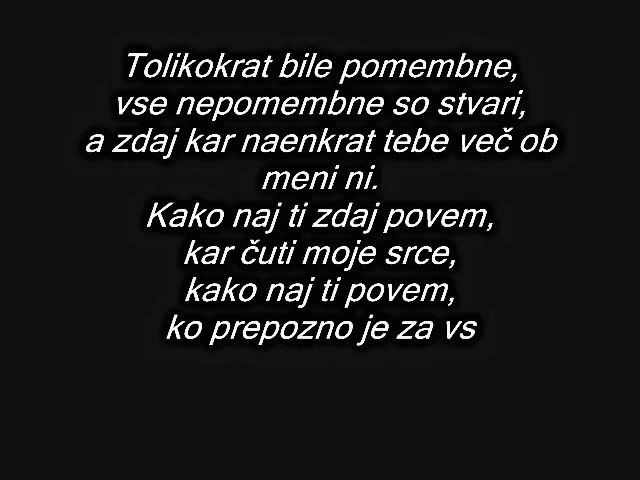 Tolikokrat bile pomembne,
vse nepomembne so stvari,
a zdaj kar naenkrat tebe več ob
meni ni.
Kako naj ti zdaj povem,
kar čuti moje srce,
kako naj ti povem,
ko prepozno je za vs